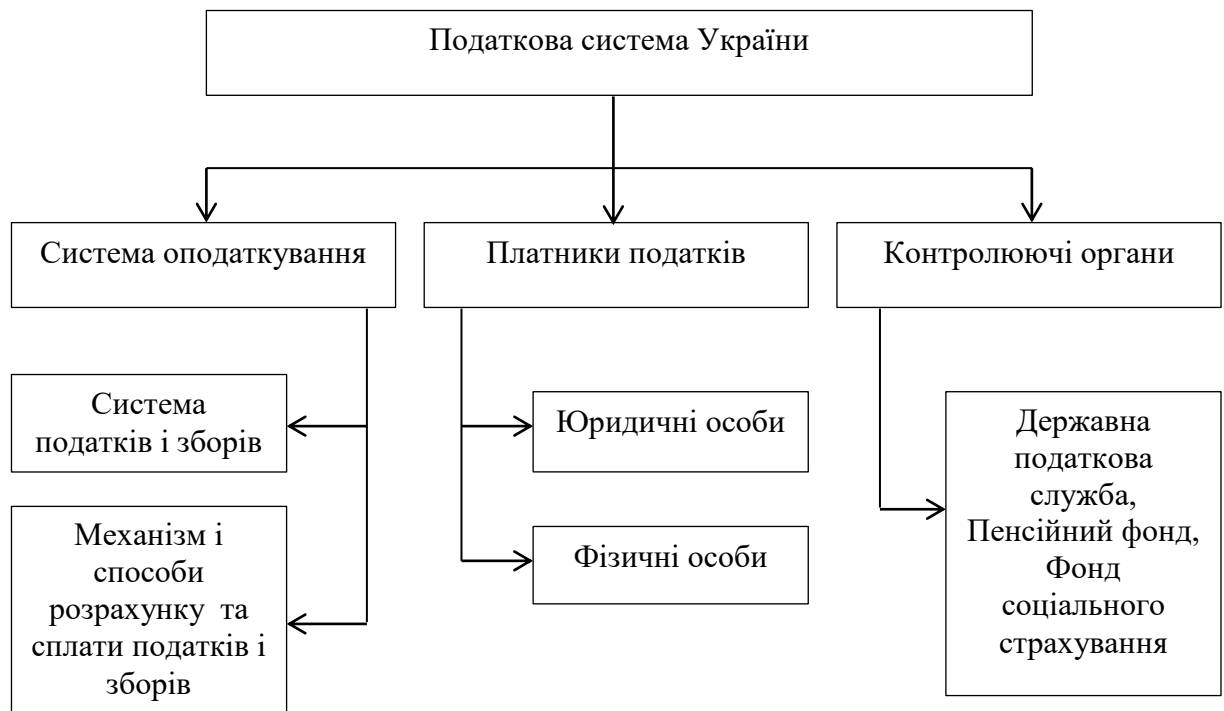 Податкова система України
Система оподаткування
Платники податків
Контролюючі органи
Система
податків і зборів
Механізм і
способи
розрахунку та
сплати податків і
зборів
Юридичні особи
Фізичні особи
Державна
податкова
служба,
Пенсійний фонд,
Фонд
соціального
страхування